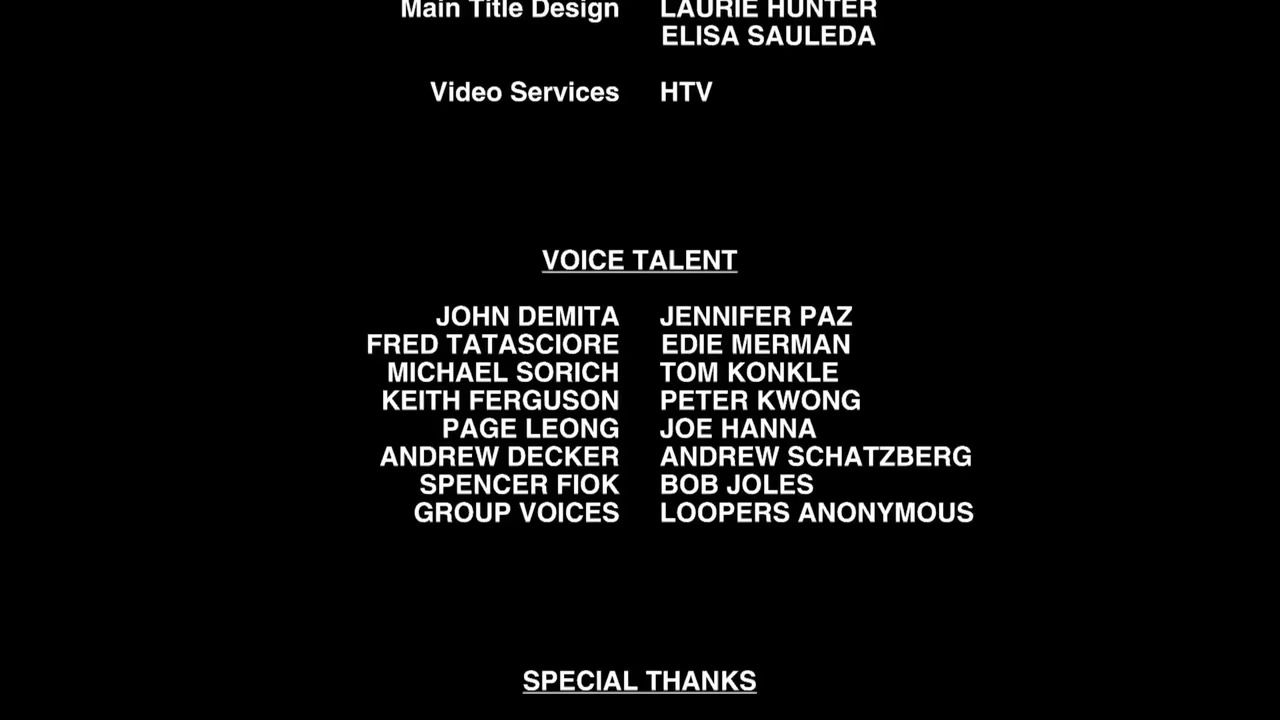 Main Title Design LAURIE HUNTER
ELISA SAULEDA
Video Services HTV
VOICE TALENT
JOHN DEMITA JENNIFER PAZ
FRED TATASCIORE EDIE MERMAN
MICHAEL SORICH TOM KONKLE
KEITH FERGUSON PETER KWONG
PAGE LEONG JOE HANNA
ANDREW DECKER ANDREW SCHATZBERG
SPENCER FIOK BOB JOLES
GROUP VOICES LOOPERS ANONYMOUS
SPECIAL THANKS